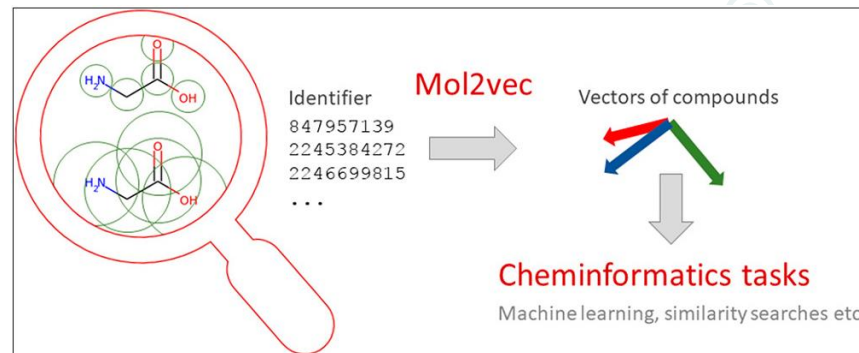 O
H₂N
OH
O
H₂N
OH
Identifier
847957139
2245384272
2246699815
...
Mol2vec
Vectors of compounds
Cheminformatics tasks
Machine learning, similarity searches etc